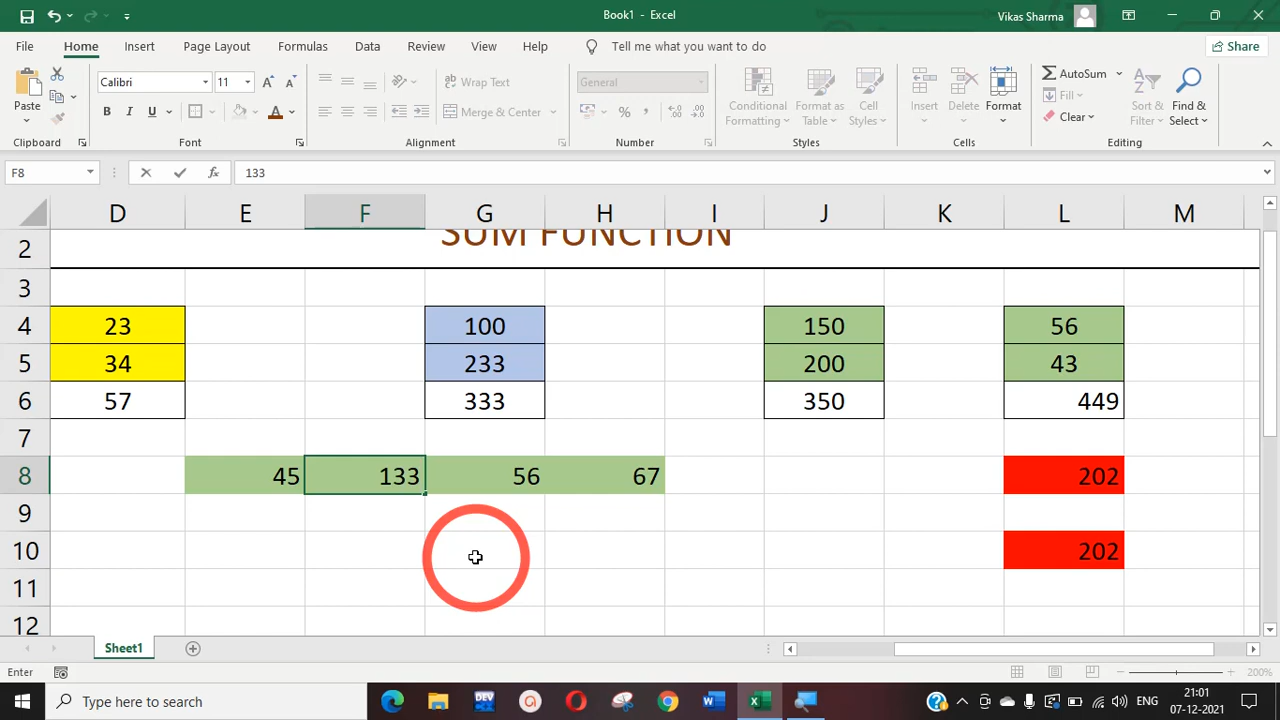 Book1 - Excel
Vikas Sharma
File Home Insert Page Layout Formulas Data Review View Help Tell me what you want to do Share
Calibri 11 Wrap Text General AutoSum
Paste B I U Merge & Center % Conditional Formatting Format as Table Cell Styles Insert Delete Format Fill Clear Sort & Filter Find & Select
Clipboard Font Alignment Number Styles Cells Editing
F8 fx 133
D E F G H I J K L M
2 SUM FUNCTION
3
4 23 100 150 56
5 34 233 200 43
6 57 333 350 449
7
8 45 133 56 67 202
9
10 202
11
12
Sheet1
Enter 200%
Type here to search ENG 21:01
07-12-2021